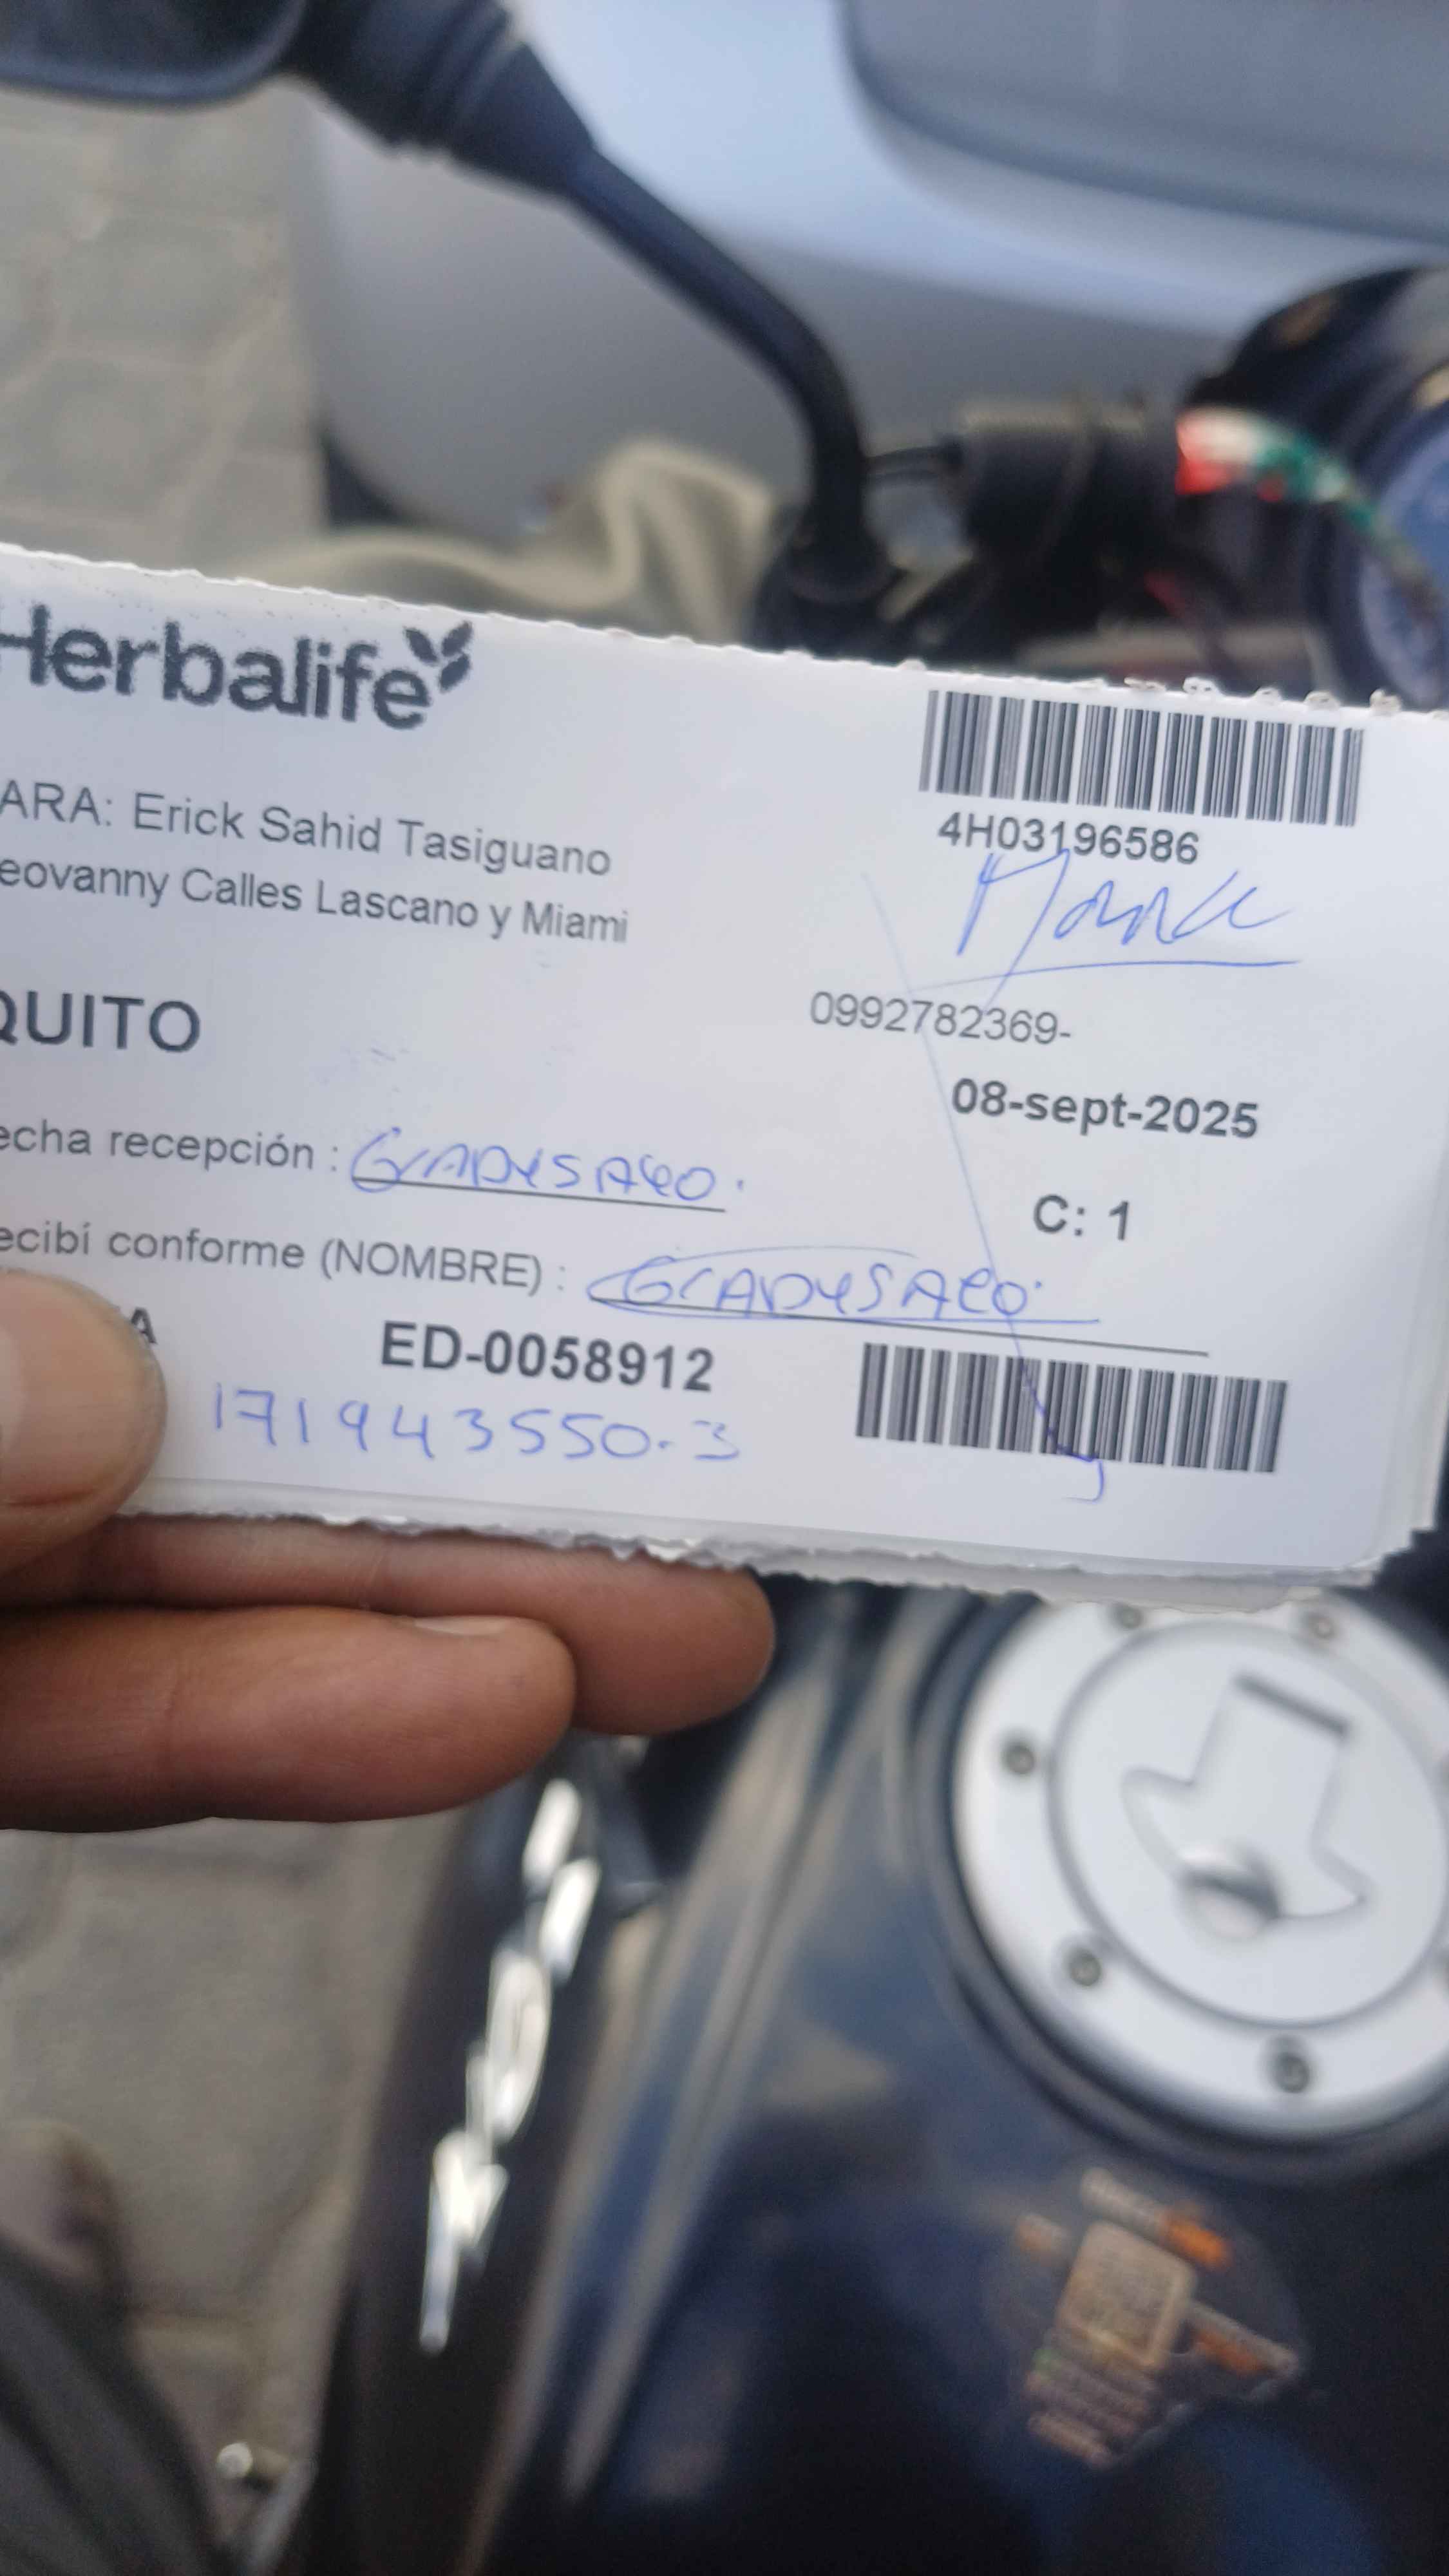 Herbalife
4H03196586
ARA: Erick Sahid Tasiguano
eovanny Calles Lascano y Miami
0992782369-
QUITO
08-sept-2025
echa recepción :
C: 1
ecibí conforme (NOMBRE) :
A
ED-0058912
171943550-3